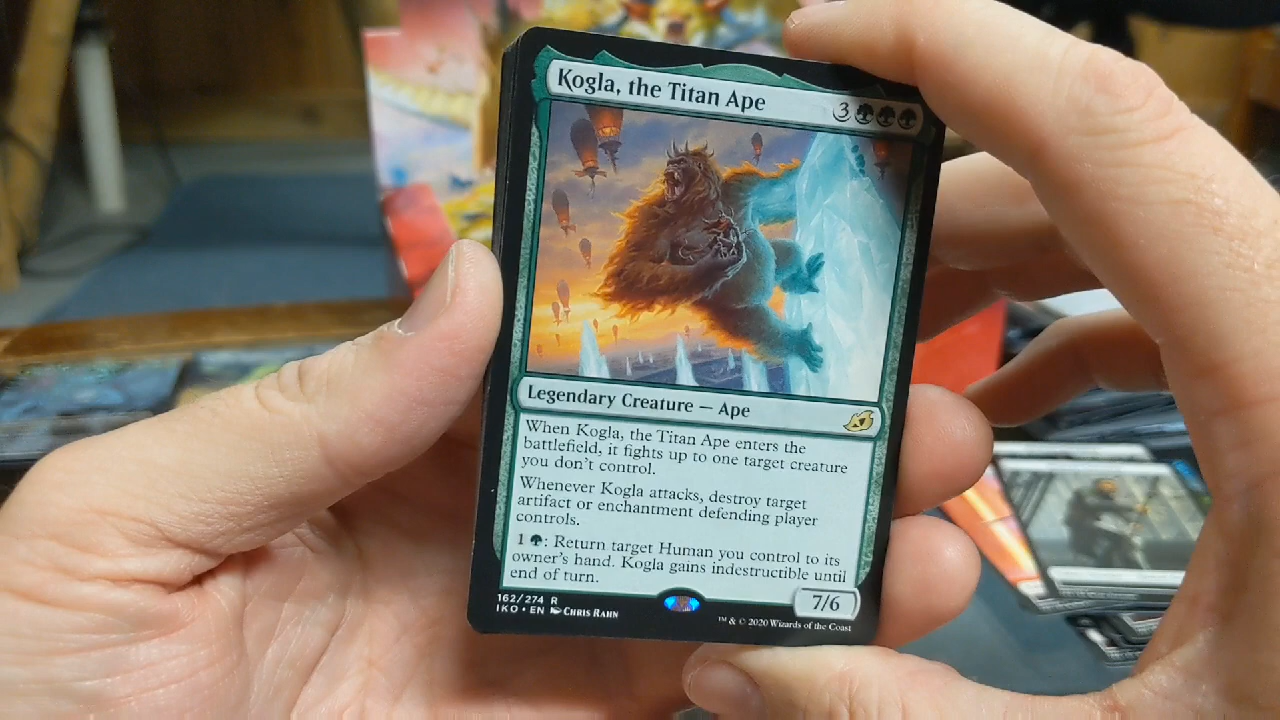 Kogla, the Titan Ape
3
Legendary Creature — Ape
When Kogla, the Titan Ape enters the
battlefield, it fights up to one target creature
you don't control.
Whenever Kogla attacks, destroy target
artifact or enchantment defending player
controls.
1 : Return target Human you control to its
owner's hand. Kogla gains indestructible until
end of turn.
162/274 R
IKO • EN Chris Rahn
7/6
™ & © 2020 Wizards of the Coast